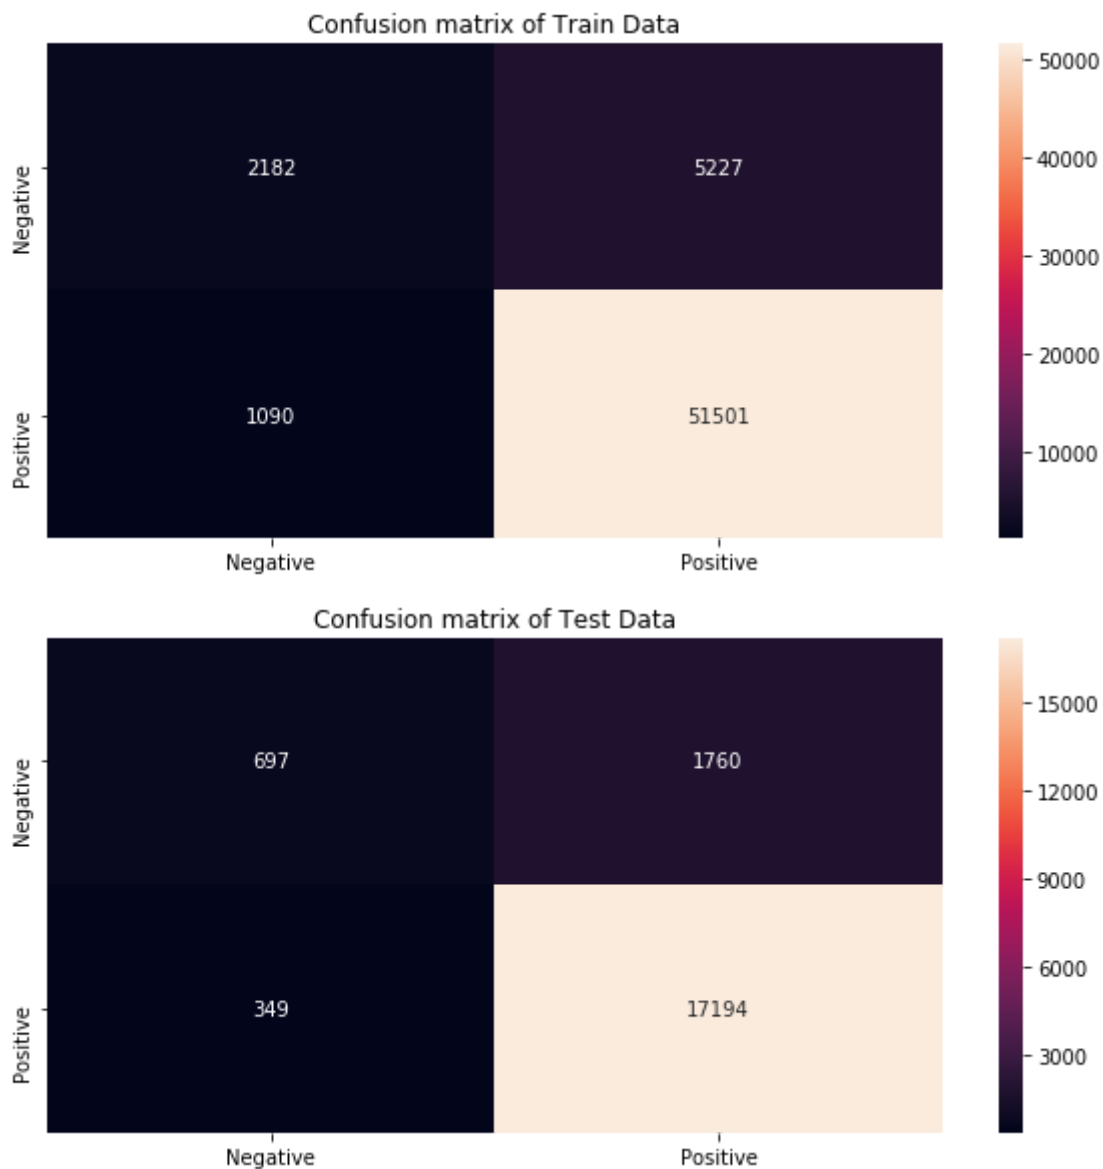 Confusion matrix of Train Data
Negative
2182
5227
Positive
1090
51501
Negative
Positive
50000
40000
30000
20000
10000
Confusion matrix of Test Data
Negative
697
1760
Positive
349
17194
Negative
Positive
15000
12000
9000
6000
3000